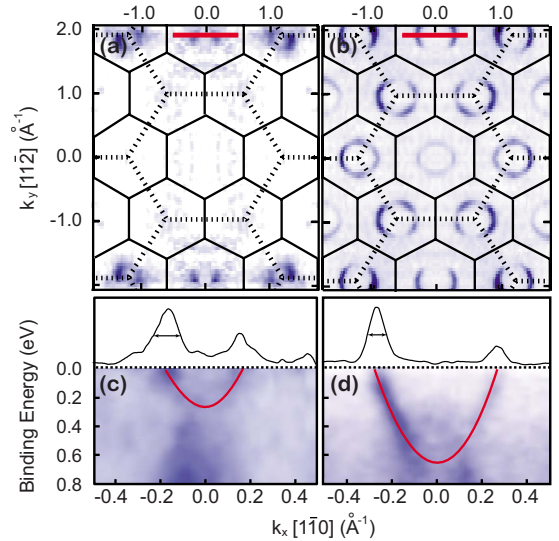 -1.0 0.0 1.0 -1.0 0.0 1.0
2.0 (a) (b)
1.0
0.0
-1.0
k_y [112̄] (Å⁻¹)
0.0 (c) (d)
0.2
0.4
0.6
0.8
Binding Energy (eV)
-0.4 -0.2 0.0 0.2 0.4 -0.4 -0.2 0.0 0.2 0.4
k_x [11̄0] (Å⁻¹)